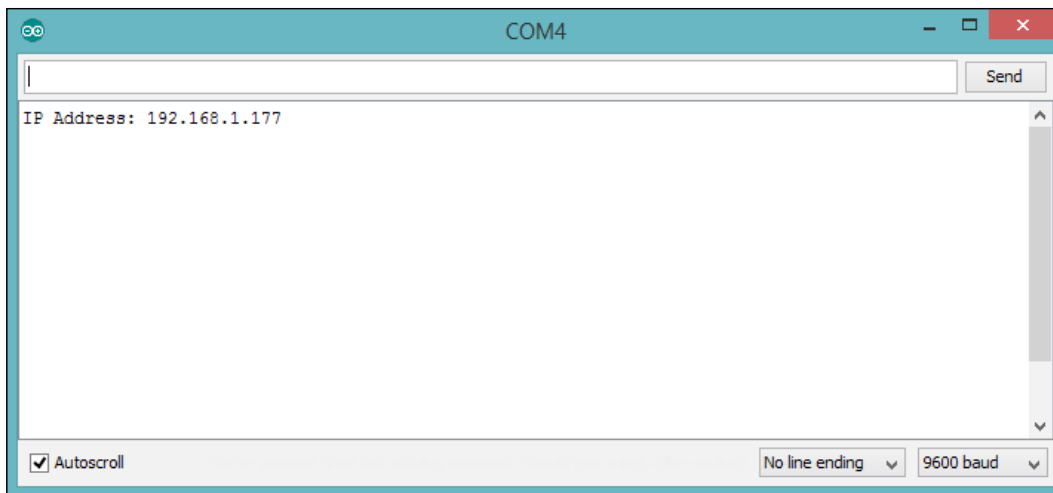 COM4
Send
IP Address: 192.168.1.177
Autoscroll
No line ending
9600 baud